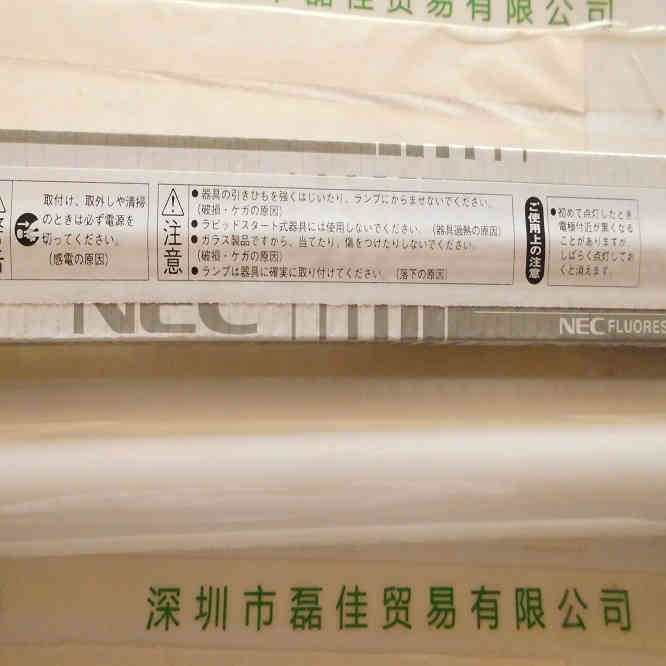 市磊佳贸易有限公司
取付け、取外しや清掃
のときは必ず電源を
切ってください。
(感電の原因)
注意
●器具の引きひもを強くはじいたり、ランプにからませないでください。
(破損・ケガの原因)
●ラピッドスタート式器具には使用しないでください。(器具過熱の原因)
●ガラス製品ですから、当てたり、傷をつけたりしないでください。
(破損・ケガの原因)
●ランプは器具に確実に取り付けてください。(落下の原因)
ご使用上の注意
●初めて点灯したとき
電極付近が黒くなる
ことがありますが、
しばらく点灯してお
くと消えます。
NEC
NEC FLUORES
深圳市磊佳贸易有限公司